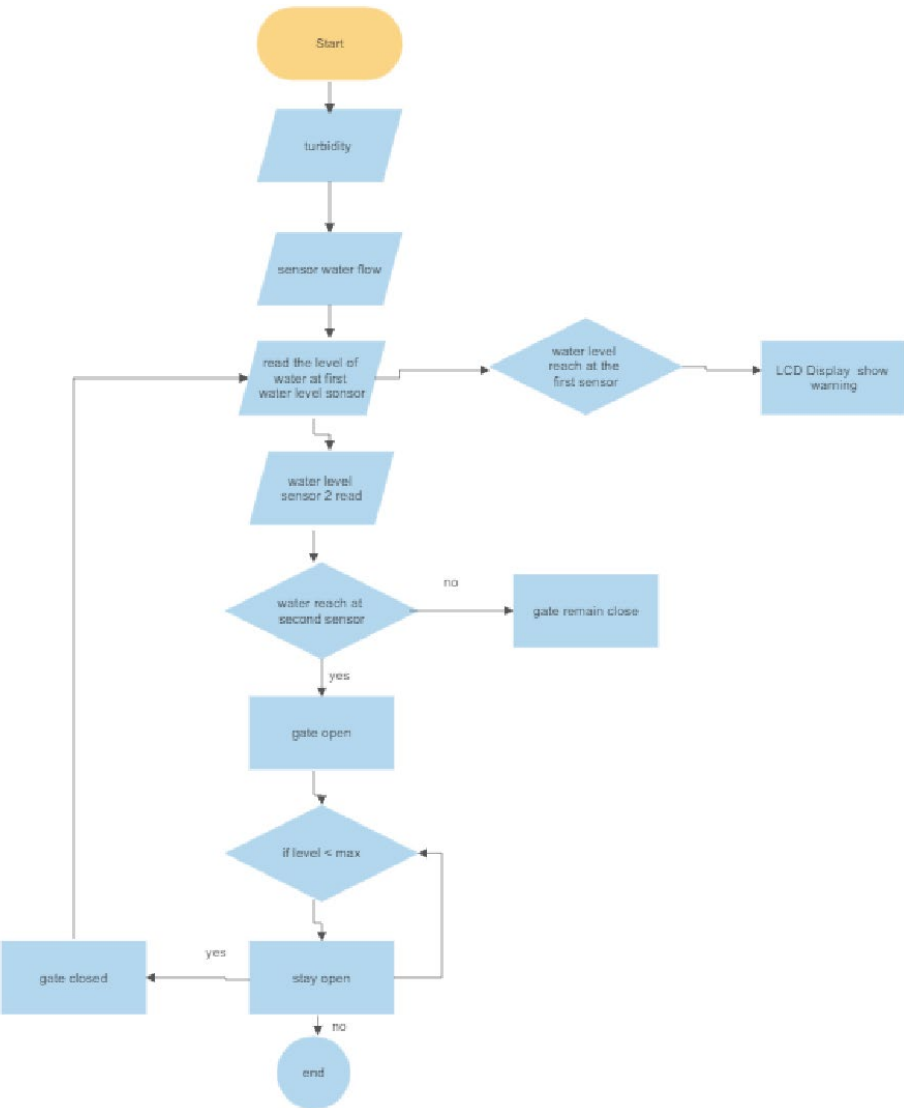 Start
turbidity
sensor water flow
read the level of
water at first
water level sonsor
water level
reach at the
first sensor
LCD Display show
warning
water level
sensor 2 read
water reach at
second sensor
no
gate remain close
yes
gate open
if level < max
gate closed
yes
stay open
no
end